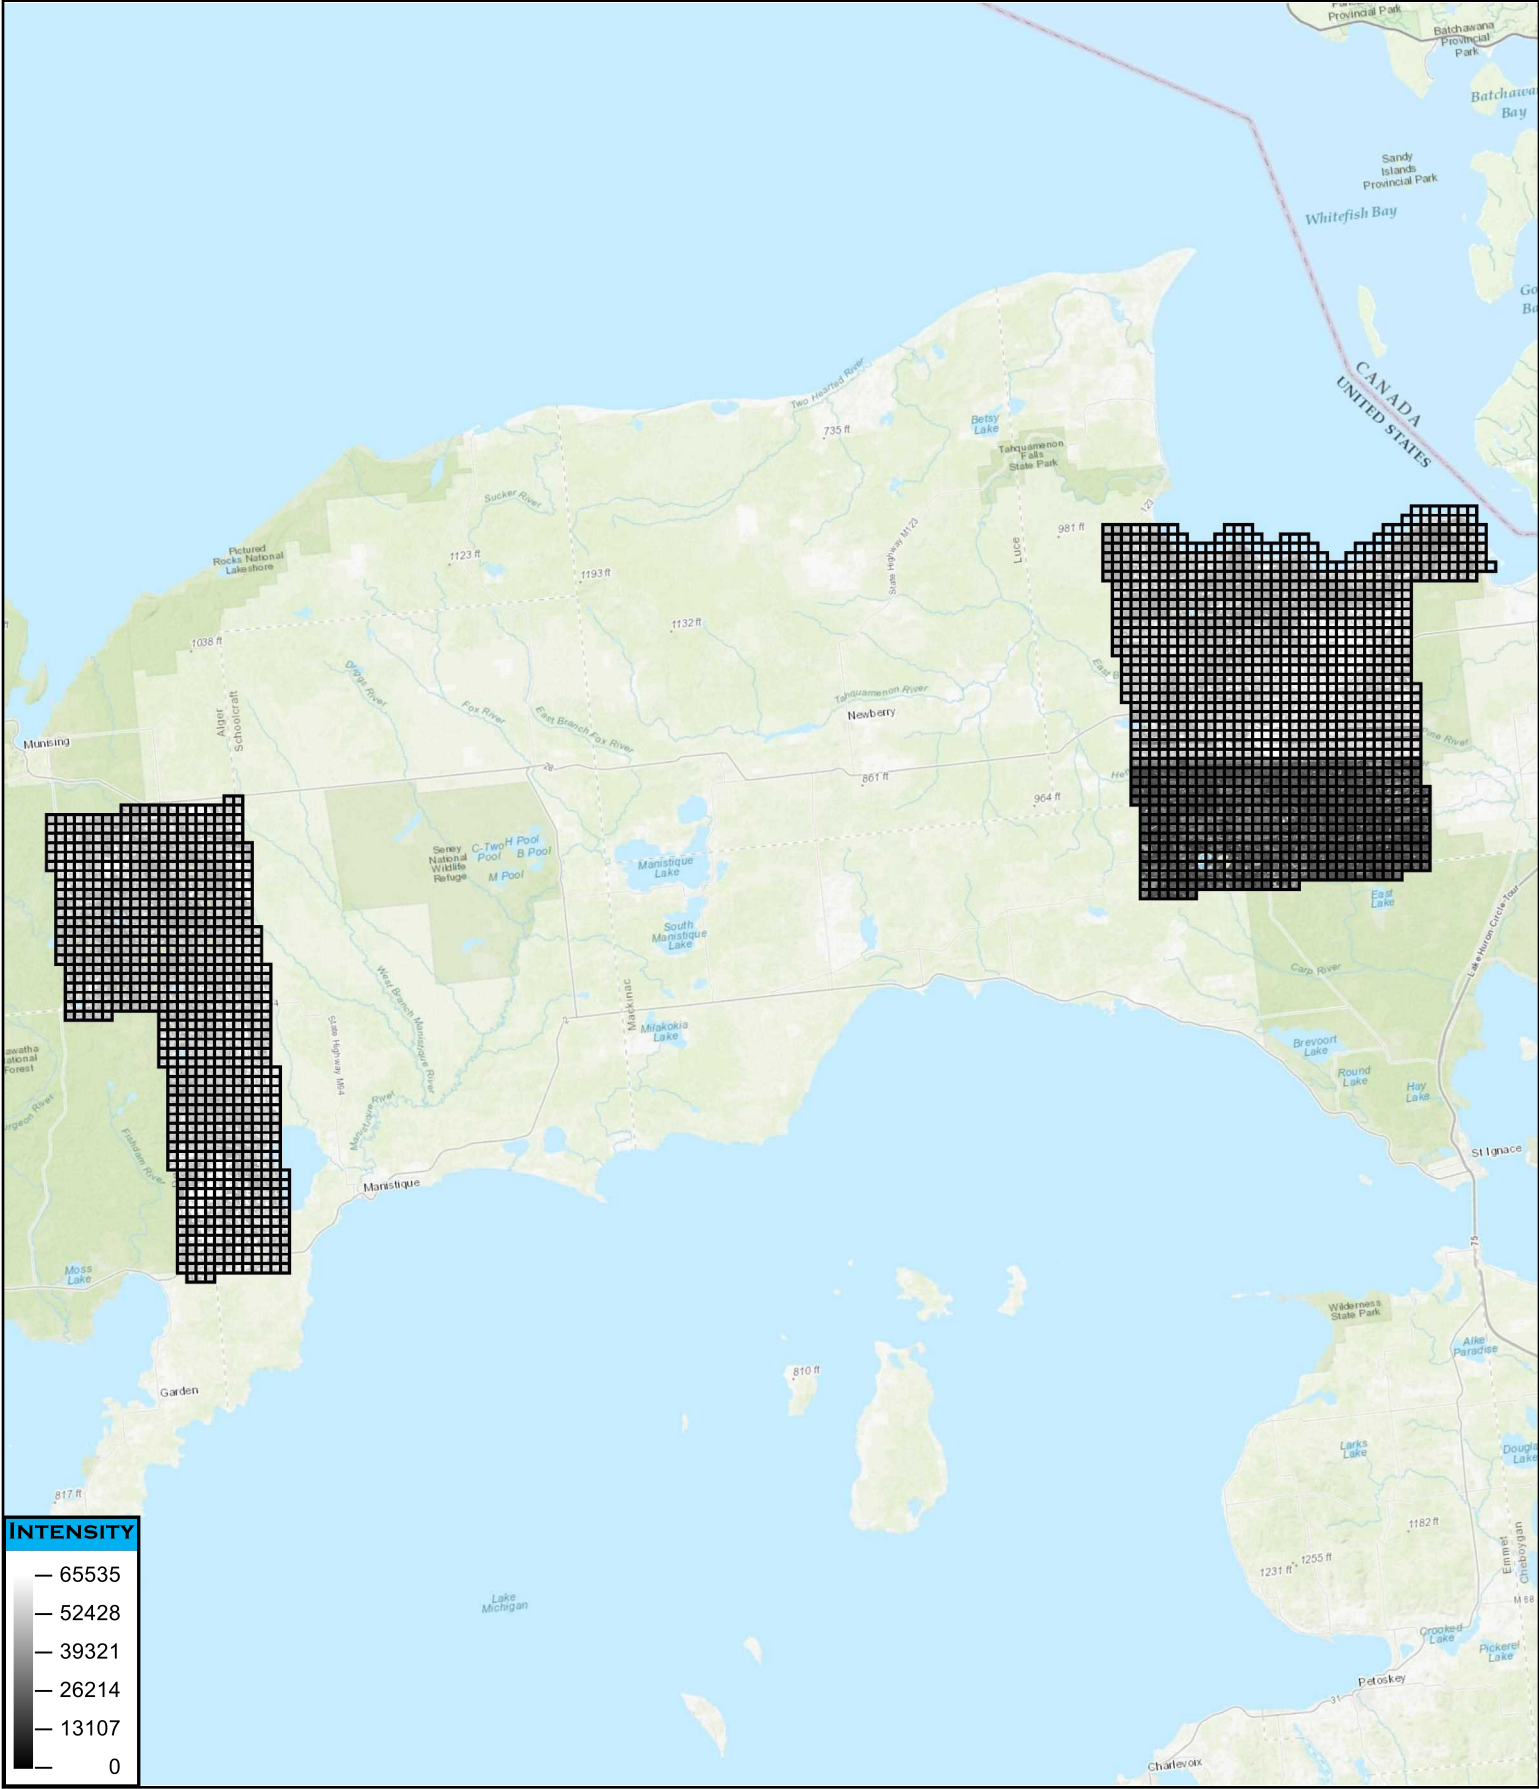 Provincial Park
Batchawana
Provincial
Park
Bay
Sandy
Islands
Provincial Park
Whitefish Bay
CANADA
UNITED STATES
Two Hearted River
735 ft
Betsy
Lake
Tahquamenon
Falls
State Park
123
981 ft
Luce
State Highway M123
Sucker River
1123 ft
1193 ft
Pictured
Rocks National
Lakeshore
1038 ft
1132 ft
Driggs River
Fox River
East Branch Fox River
Tahquamenon River
Newberry
Alger
Schoolcraft
Munising
28
861 ft
964 ft
Pine River
Seney
National
Wildlife
Refuge
C-Two
Pool
H Pool
B Pool
M Pool
Manistique
Lake
South
Manistique
Lake
East
Lake
Carp River
Lake Huron Circle-Tour
West Branch Manistique River
State Highway M94
Mackinac
2
Milakokia
Lake
Brevoort
Lake
Round
Lake
Hay
Lake
Manistique River
Fishdam River
Manistique
St Ignace
75
Moss
Lake
Garden
817 ft
810 ft
Wilderness
State Park
Alke
Paradise
Larks
Lake
Lake
1182 ft
1231 ft
1255 ft
Emmet
Cheboygan
M 68
Crooked
Lake
Pickerel
Lake
Petoskey
31
Charlevoix
Lake
Michigan
INTENSITY
65535
52428
39321
26214
13107
0